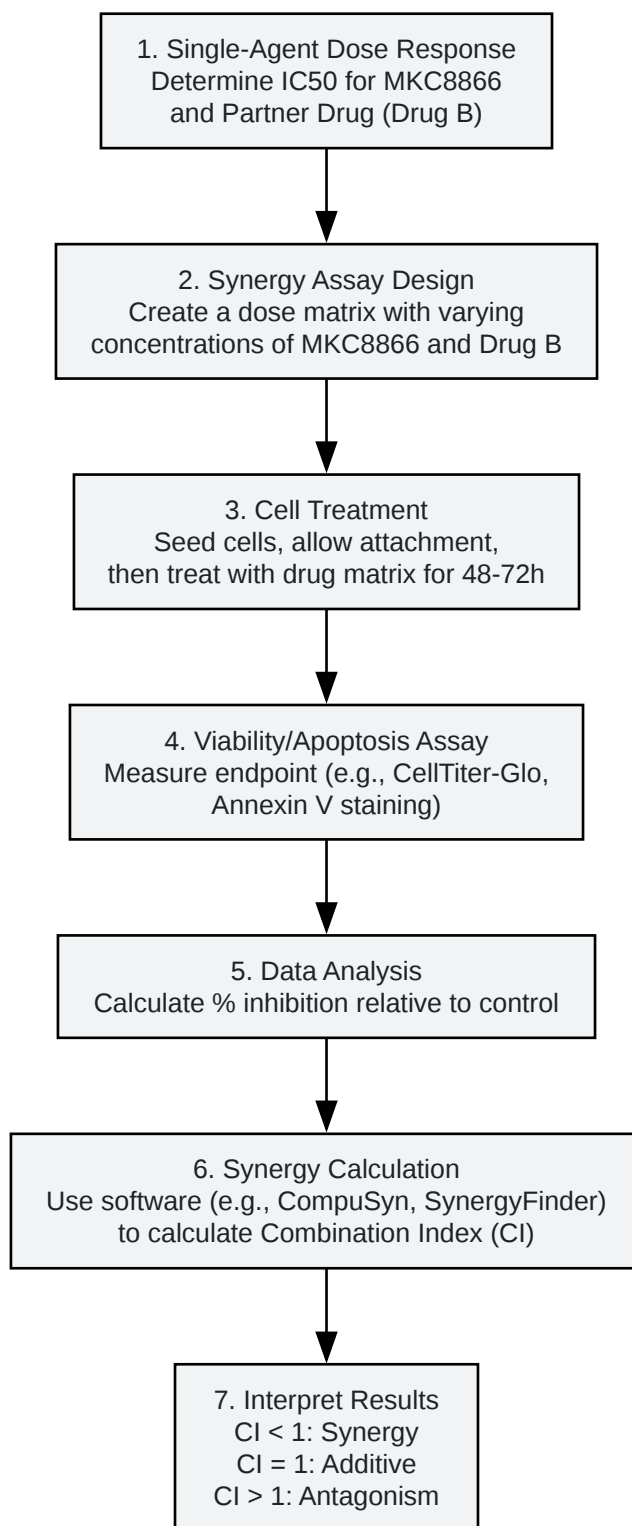 1. Single-Agent Dose Response
Determine IC50 for MKC8866
and Partner Drug (Drug B)
2. Synergy Assay Design
Create a dose matrix with varying
concentrations of MKC8866 and Drug B
3. Cell Treatment
Seed cells, allow attachment,
then treat with drug matrix for 48-72h
4. Viability/Apoptosis Assay
Measure endpoint (e.g., CellTiter-Glo,
Annexin V staining)
5. Data Analysis
Calculate % inhibition relative to control
6. Synergy Calculation
Use software (e.g., CompuSyn, SynergyFinder)
to calculate Combination Index (CI)
7. Interpret Results
CI < 1: Synergy
CI = 1: Additive
CI > 1: Antagonism